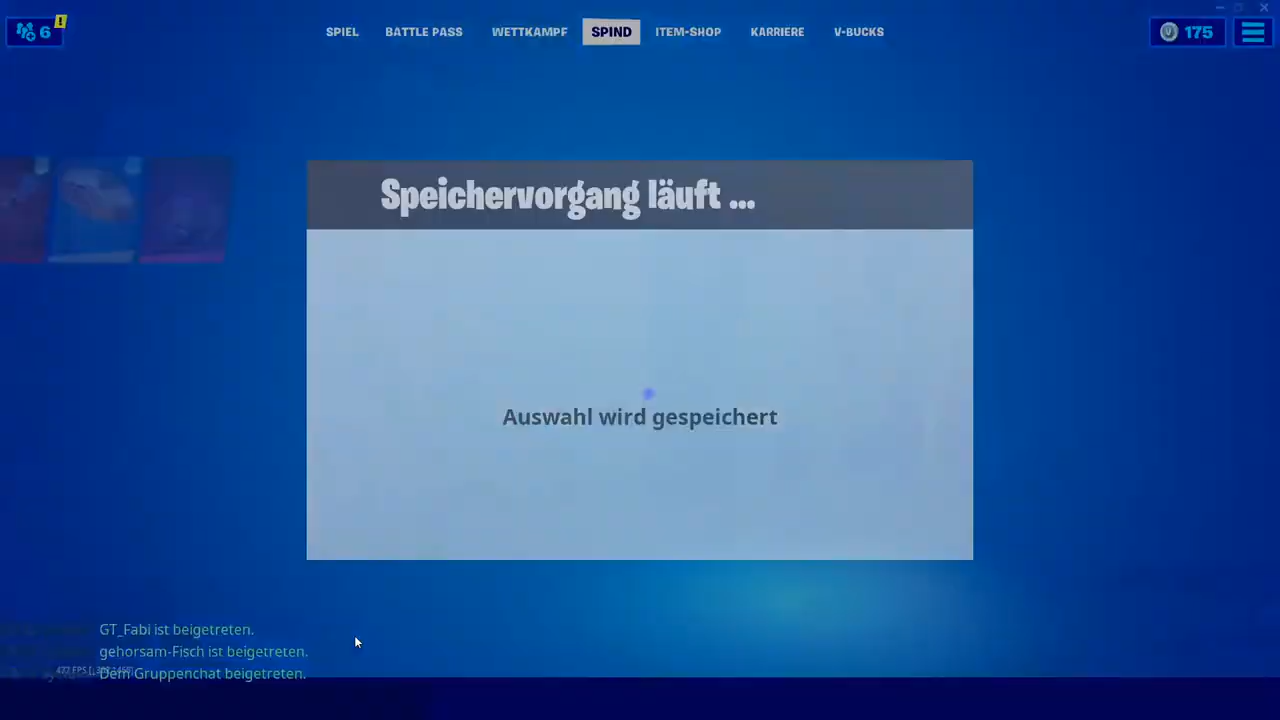 6
!
SPIEL
BATTLE PASS
WETTKAMPF
SPIND
ITEM-SHOP
KARRIERE
V-BUCKS
175
Speichervorgang läuft ...
Auswahl wird gespeichert
GT_Fabi ist beigetreten.
gehorsam-Fisch ist beigetreten.
Dem Gruppenchat beigetreten.